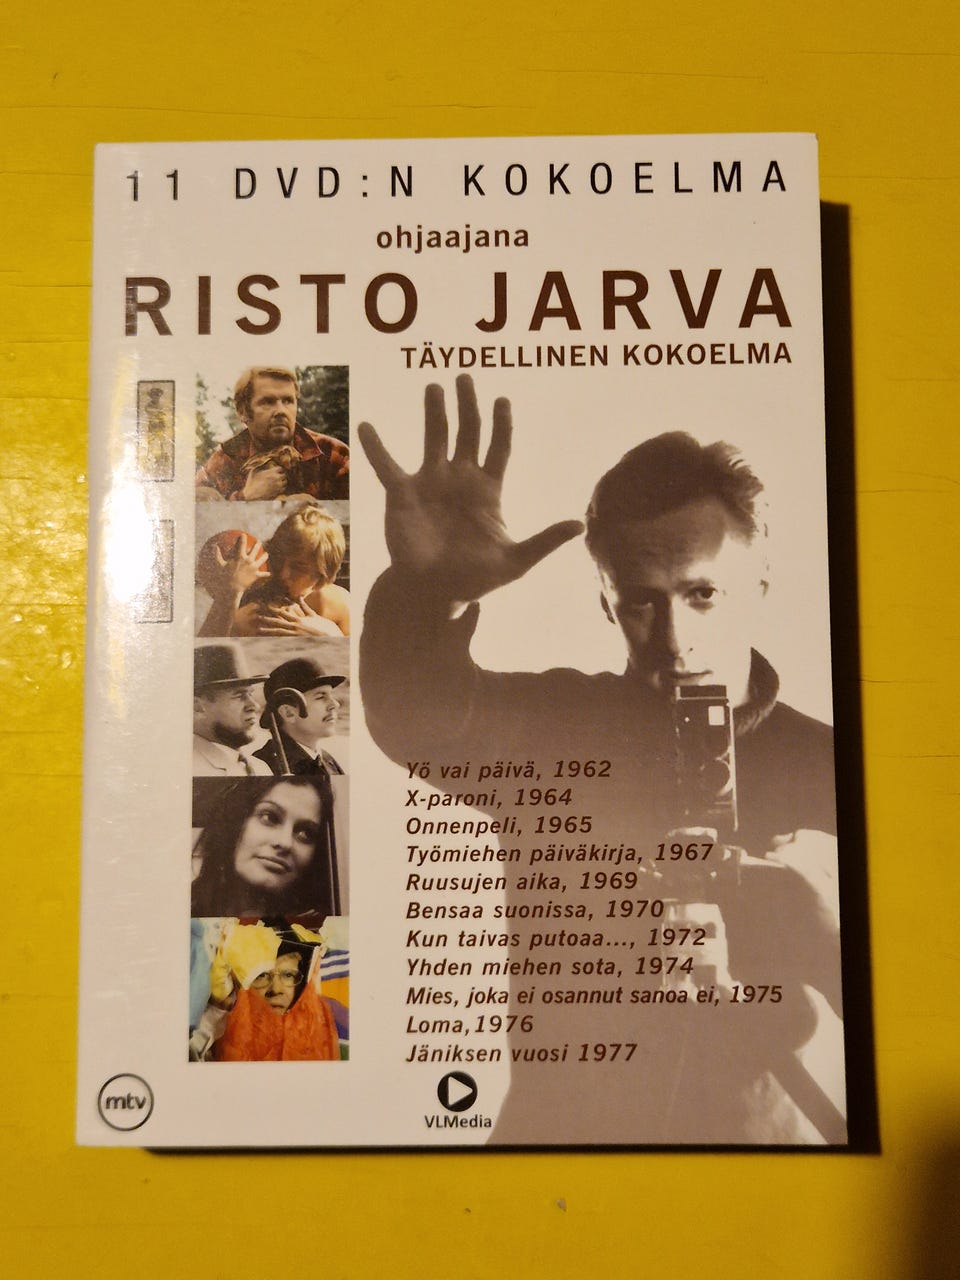 11 DVD:N KOKOELMA
ohjaajana
RISTO JARVA
TÄYDELLINEN KOKOELMA
Yö vai päivä, 1962
X-paroni, 1964
Onnenpeli, 1965
Työmiehen päiväkirja, 1967
Ruusujen aika, 1969
Bensaa suonissa, 1970
Kun taivas putoaa..., 1972
Yhden miehen sota, 1974
Mies, joka ei osannut sanoa ei, 1975
Loma,1976
Jäniksen vuosi 1977
mtv
VLMedia